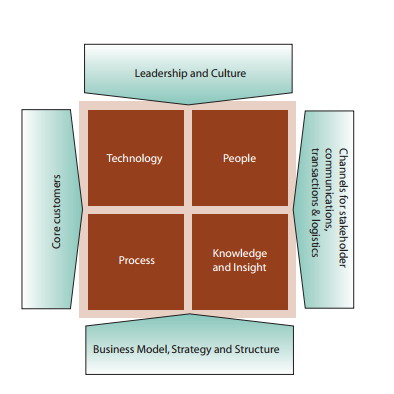 Leadership and Culture
Technology
People
Core customers
Channels for stakeholder
communications,
transactions & logistics
Process
Knowledge
and Insight
Business Model, Strategy and Structure